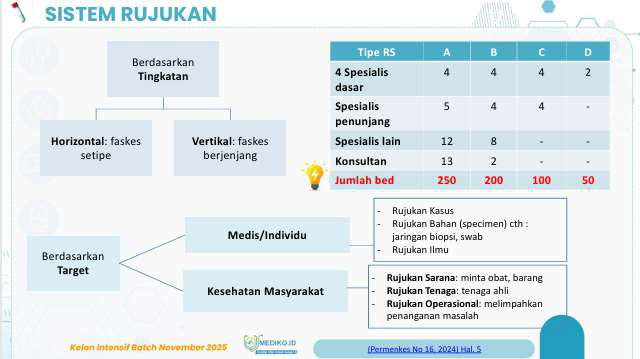 SISTEM RUJUKAN
Berdasarkan
Tingkatan
Horizontal: faskes
setipe
Vertikal: faskes
berjenjang
Tipe RS A B C D
4 Spesialis
dasar
4 4 4 2
Spesialis
penunjang
5 4 4 -
Spesialis lain 12 8 - -
Konsultan 13 2 - -
Jumlah bed 250 200 100 50
Berdasarkan
Target
Medis/Individu
- Rujukan Kasus
- Rujukan Bahan (specimen) cth :
jaringan biopsi, swab
- Rujukan Ilmu
Kesehatan Masyarakat
- Rujukan Sarana: minta obat, barang
- Rujukan Tenaga: tenaga ahli
- Rujukan Operasional: melimpahkan
penanganan masalah
Kelan Intensif Batch November 2025
MEDIKO.ID
(Permenkes No 16, 2024) Hal. 5